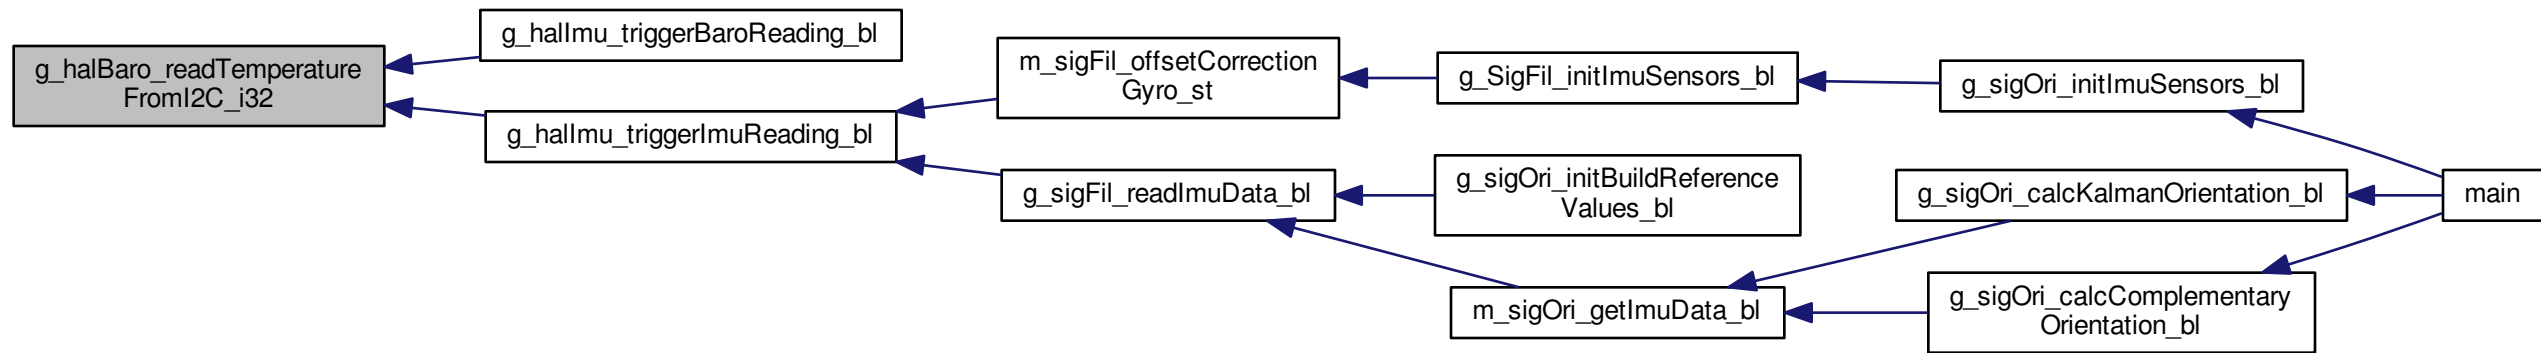 g_halBaro_readTemperature
FromI2C_i32
g_halImu_triggerBaroReading_bl
g_halImu_triggerImuReading_bl
m_sigFil_offsetCorrection
Gyro_st
g_sigFil_readImuData_bl
g_SigFil_initImuSensors_bl
g_sigOri_initBuildReference
Values_bl
m_sigOri_getImuData_bl
g_sigOri_initImuSensors_bl
g_sigOri_calcKalmanOrientation_bl
g_sigOri_calcComplementary
Orientation_bl
main